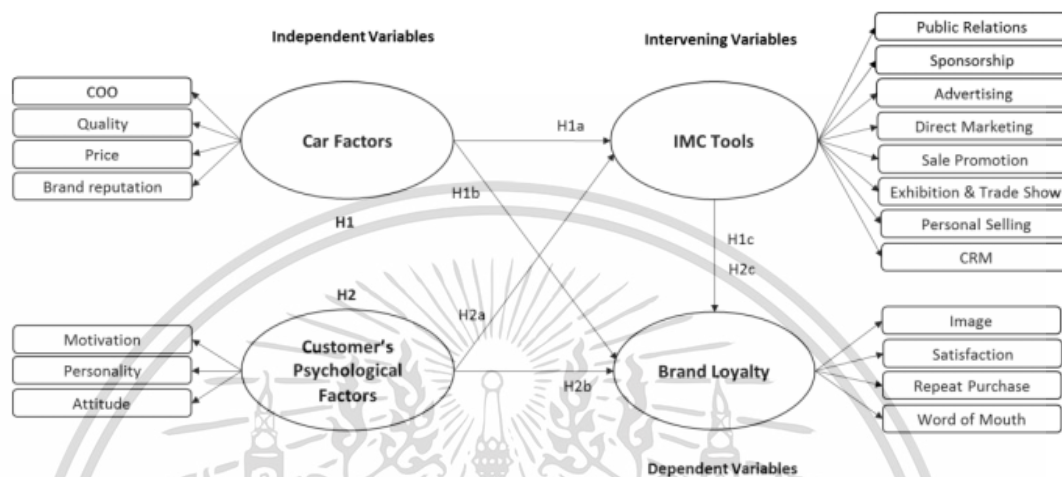 Independent Variables
Intervening Variables
COO
Quality
Price
Brand reputation
Car Factors
H1a
IMC Tools
Public Relations
Sponsorship
Advertising
Direct Marketing
Sale Promotion
Exhibition & Trade Show
Personal Selling
CRM
H1b
H1
H1c
H2c
H2
H2a
Motivation
Personality
Attitude
Customer's
Psychological
Factors
H2b
Brand Loyalty
Image
Satisfaction
Repeat Purchase
Word of Mouth
Dependent Variables